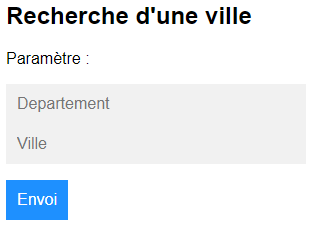 Recherche d'une ville
Paramètre :
Departement
Ville
Envoi